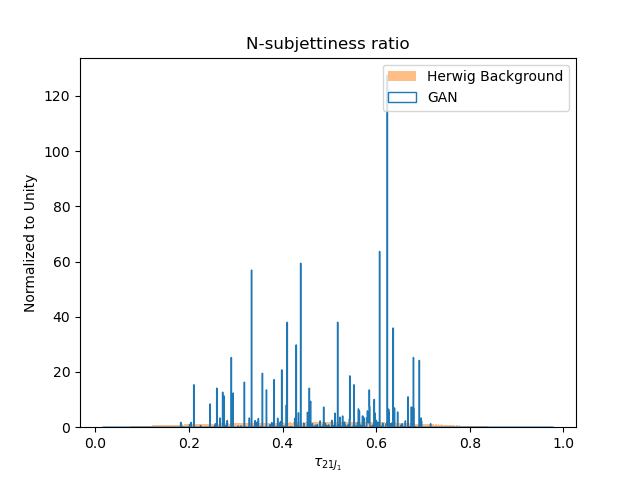 N-subjettiness ratio
Herwig Background
GAN
Normalized to Unity
120
100
80
60
40
20
0
0.0 0.2 0.4 0.6 0.8 1.0
τ21J1